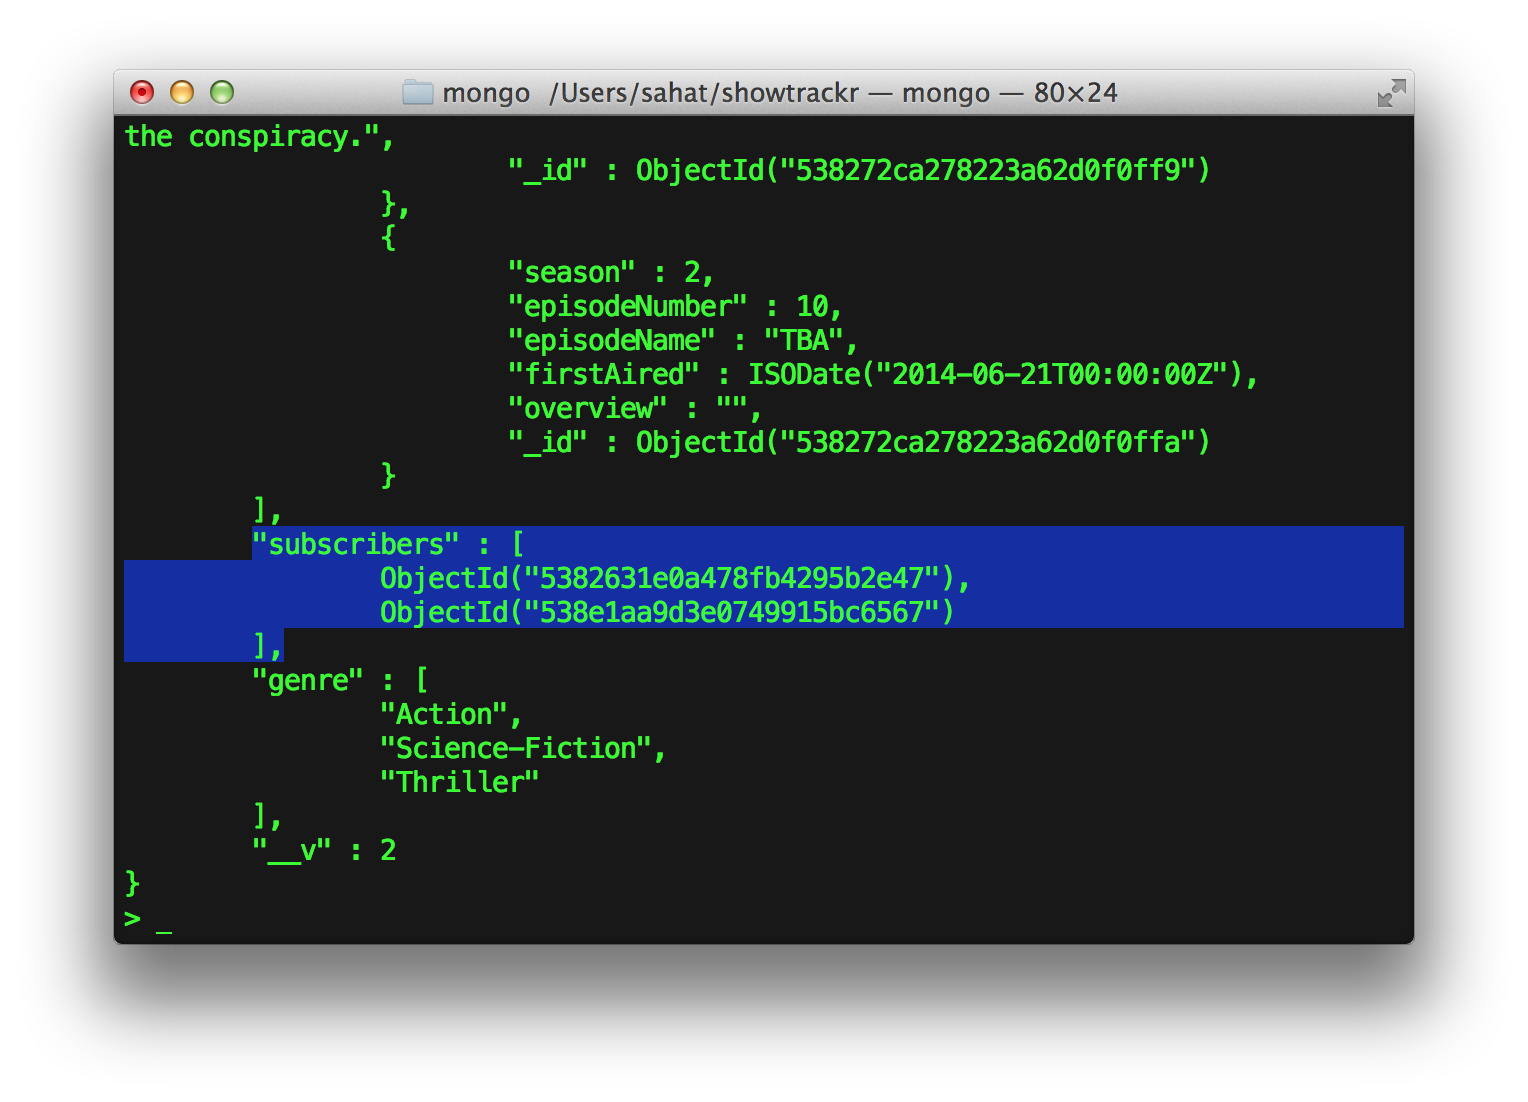 mongo /Users/sahat/showtrackr — mongo — 80×24
the conspiracy.",
"_id" : ObjectId("538272ca278223a62d0f0ff9")
},
{
"season" : 2,
"episodeNumber" : 10,
"episodeName" : "TBA",
"firstAired" : ISODate("2014-06-21T00:00:00Z"),
"overview" : "",
"_id" : ObjectId("538272ca278223a62d0f0ffa")
}
],
"subscribers" : [
ObjectId("5382631e0a478fb4295b2e47"),
ObjectId("538e1aa9d3e0749915bc6567")
],
"genre" : [
"Action",
"Science-Fiction",
"Thriller"
],
"__v" : 2
}
> _